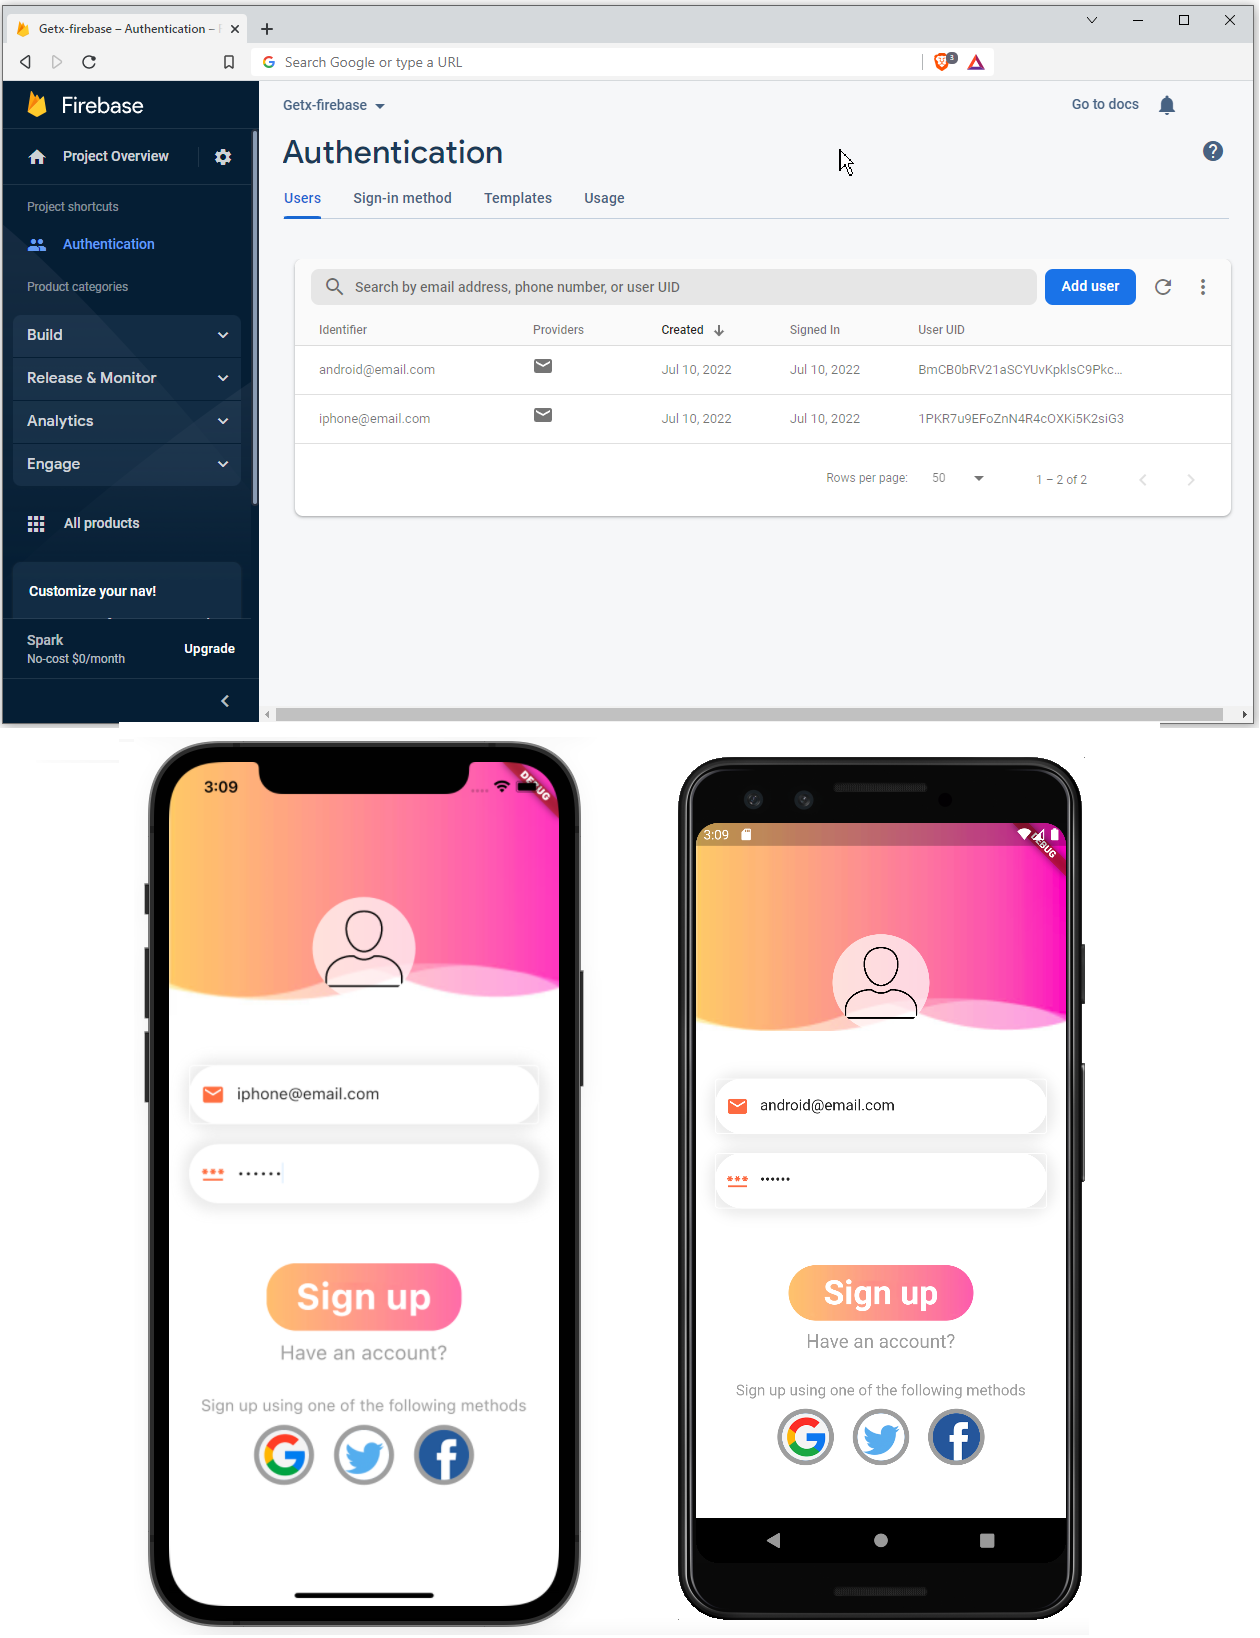 Getx-firebase – Authentication –
Search Google or type a URL
Firebase
Project Overview
Project shortcuts
Authentication
Product categories
Build
Release & Monitor
Analytics
Engage
All products
Customize your nav!
Spark
No-cost $0/month
Upgrade
Getx-firebase
Go to docs
Authentication
Users Sign-in method Templates Usage
Search by email address, phone number, or user UID
Add user
Identifier Providers Created Signed In User UID
android@email.com Jul 10, 2022 Jul 10, 2022 BmCB0bRV21aSCYUvKpklsC9Pkc...
iphone@email.com Jul 10, 2022 Jul 10, 2022 1PKR7u9EFoZnN4R4cOXKi5K2siG3
Rows per page: 50 1 – 2 of 2
3:09
DEBUG
iphone@email.com
••••••
Sign up
Have an account?
Sign up using one of the following methods
3:09
DEBUG
android@email.com
••••••
Sign up
Have an account?
Sign up using one of the following methods